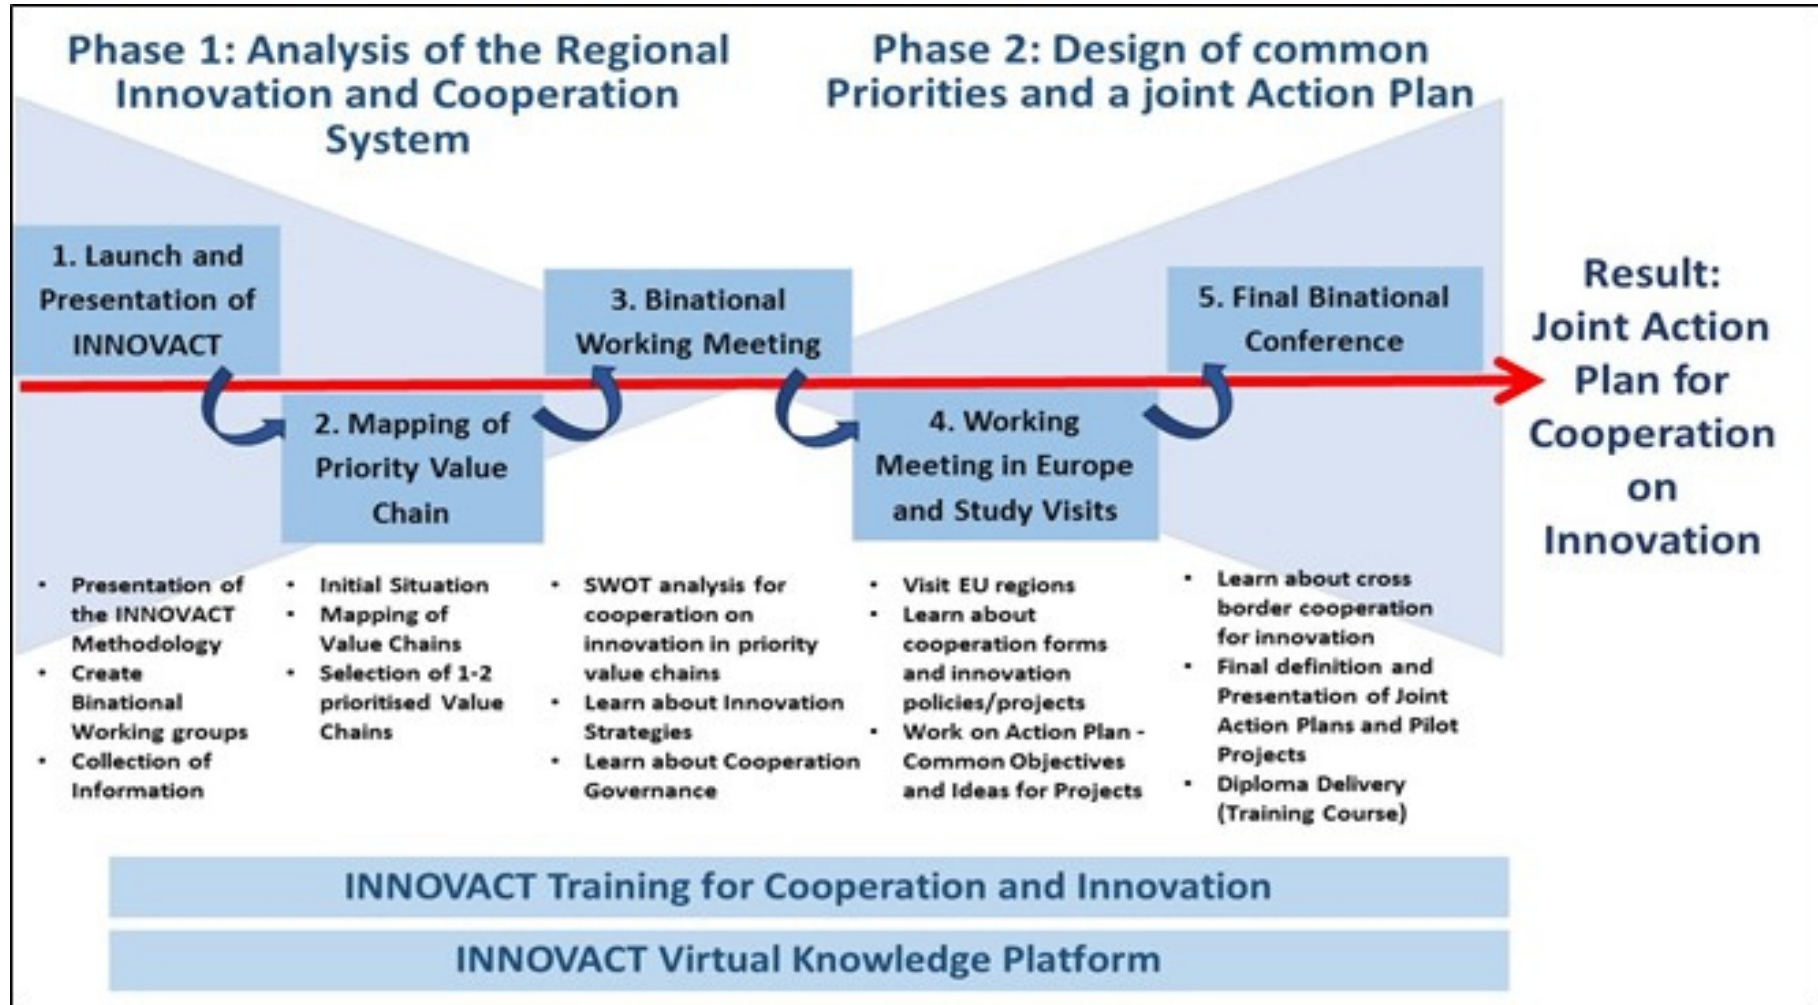 Phase 1: Analysis of the Regional
Innovation and Cooperation
System
Phase 2: Design of common
Priorities and a joint Action Plan
1. Launch and
Presentation of
INNOVACT
2. Mapping of
Priority Value
Chain
3. Binational
Working Meeting
4. Working
Meeting in Europe
and Study Visits
5. Final Binational
Conference
Result:
Joint Action
Plan for
Cooperation
on
Innovation
• Presentation of
the INNOVACT
Methodology
• Create
Binational
Working groups
• Collection of
Information
• Initial Situation
• Mapping of
Value Chains
• Selection of 1-2
prioritised Value
Chains
• SWOT analysis for
cooperation on
innovation in priority
value chains
• Learn about Innovation
Strategies
• Learn about Cooperation
Governance
• Visit EU regions
• Learn about
cooperation forms
and innovation
policies/projects
• Work on Action Plan -
Common Objectives
and Ideas for Projects
• Learn about cross
border cooperation
for innovation
• Final definition and
Presentation of Joint
Action Plans and Pilot
Projects
• Diploma Delivery
(Training Course)
INNOVACT Training for Cooperation and Innovation
INNOVACT Virtual Knowledge Platform